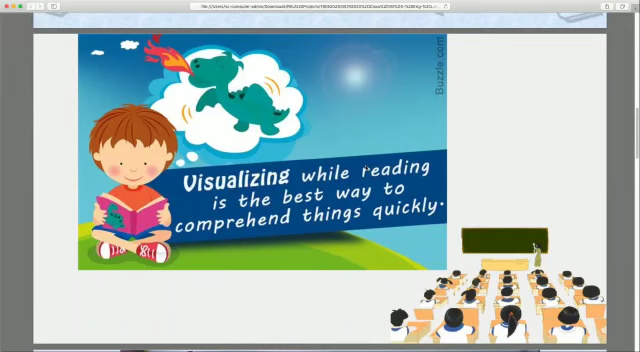 Buzzle.com
Visualizing while reading
is the best way to
comprehend things quickly.